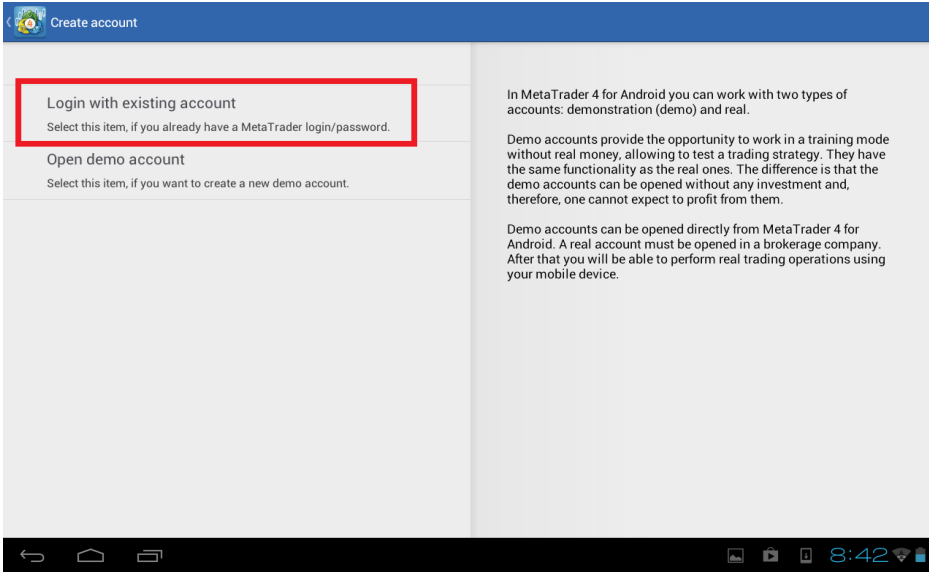 Create account
Login with existing account
Select this item, if you already have a MetaTrader login/password.
Open demo account
Select this item, if you want to create a new demo account.
In MetaTrader 4 for Android you can work with two types of
accounts: demonstration (demo) and real.
Demo accounts provide the opportunity to work in a training mode
without real money, allowing to test a trading strategy. They have
the same functionality as the real ones. The difference is that the
demo accounts can be opened without any investment and,
therefore, one cannot expect to profit from them.
Demo accounts can be opened directly from MetaTrader 4 for
Android. A real account must be opened in a brokerage company.
After that you will be able to perform real trading operations using
your mobile device.
8:42